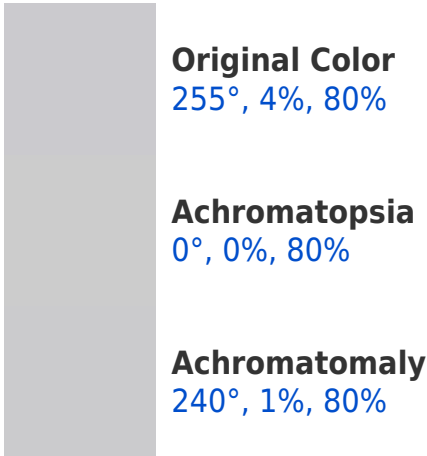 Original Color
255°, 4%, 80%
Achromatopsia
0°, 0%, 80%
Achromatomaly
240°, 1%, 80%